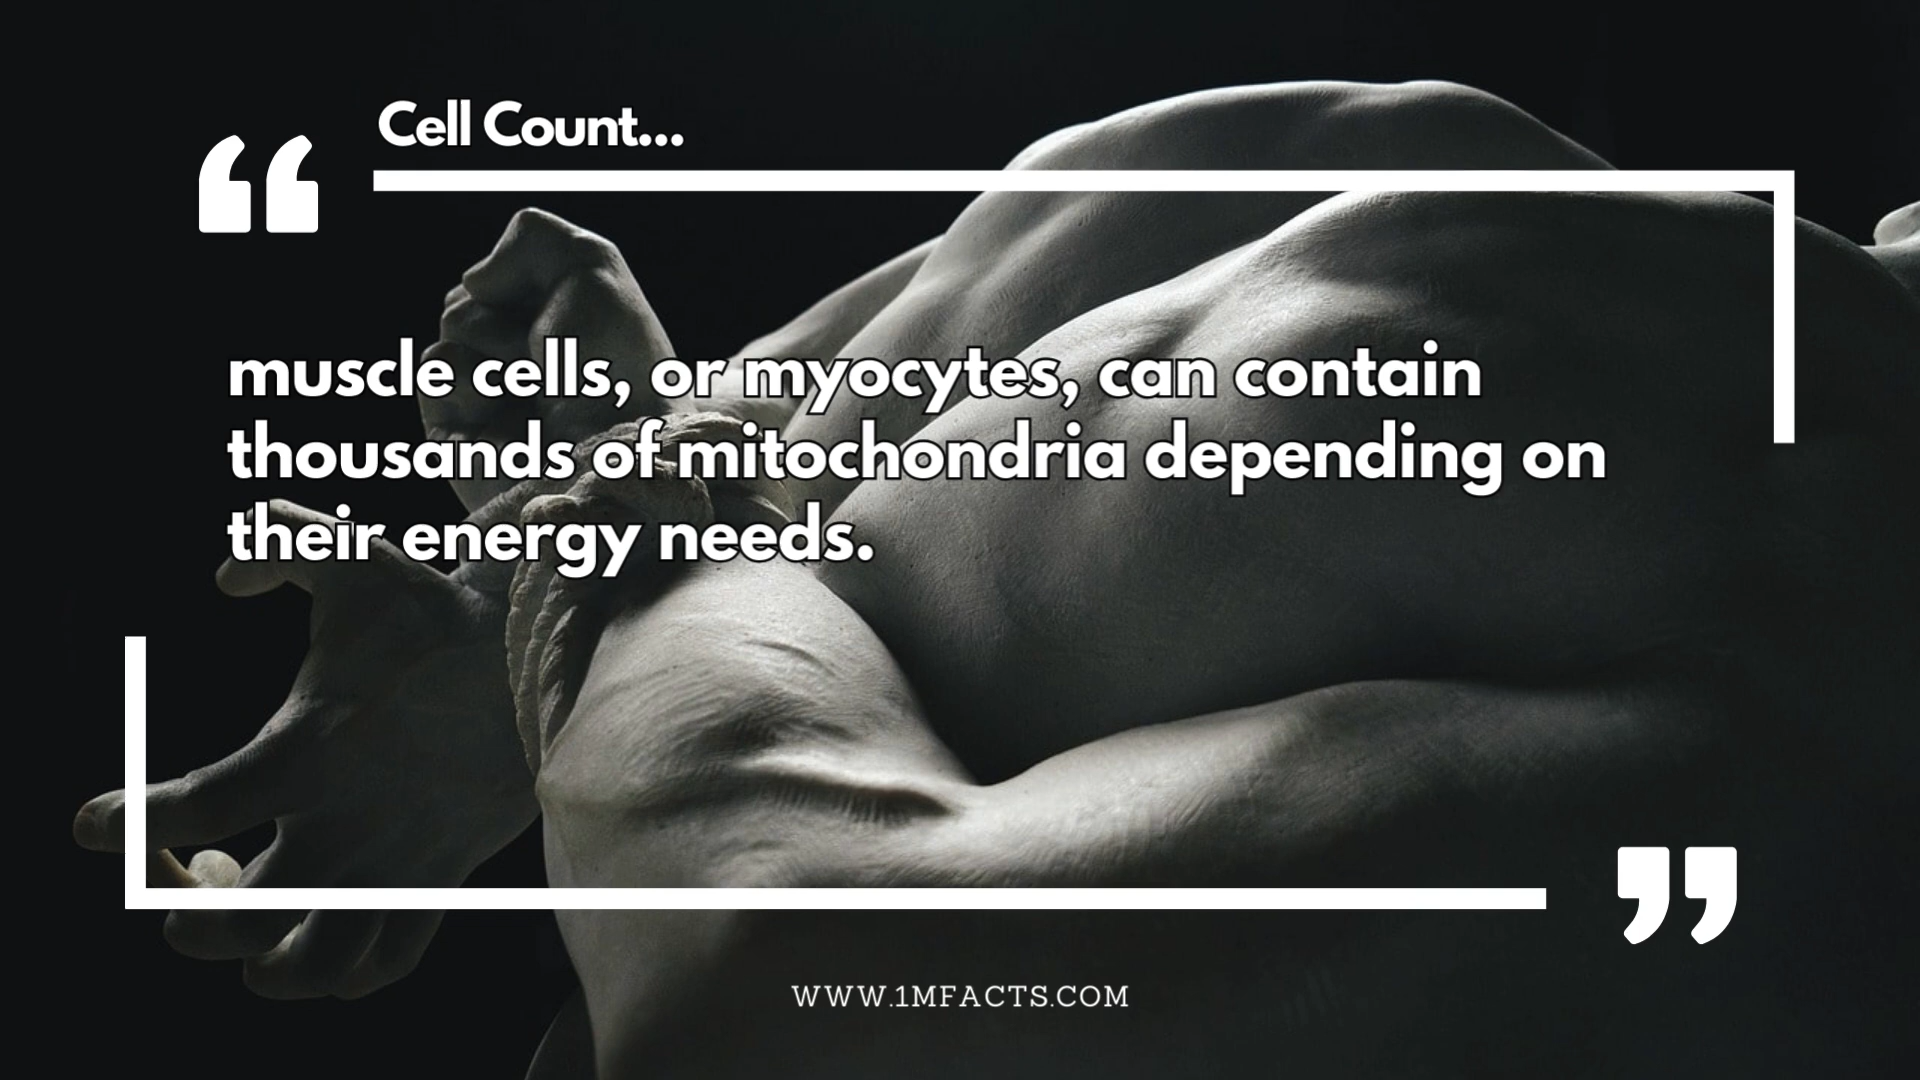 Cell Count...
muscle cells, or myocytes, can contain
thousands of mitochondria depending on
their energy needs.
WWW.1MFACTS.COM